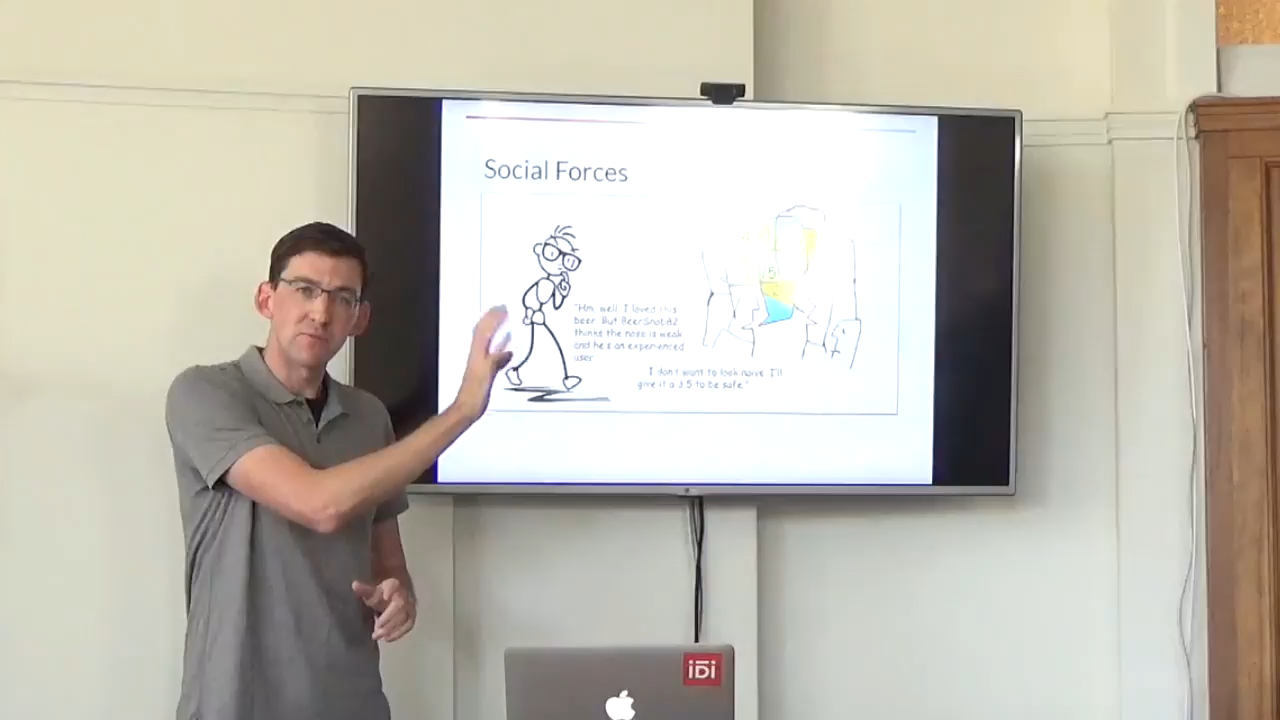 Social Forces
"Hm, well I loved this
beer. But BeerSnob42
thinks the nose is weak
and he's an experienced
user.
I don't want to look naive. I'll
give it a 3.5 to be safe."
iDi